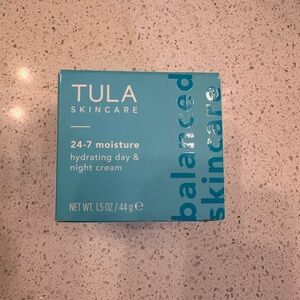 TULA
SKINCARE
24-7 moisture
hydrating day &
night cream
NET WT. 1.5 OZ / 44 g ℮
balanced
skincare